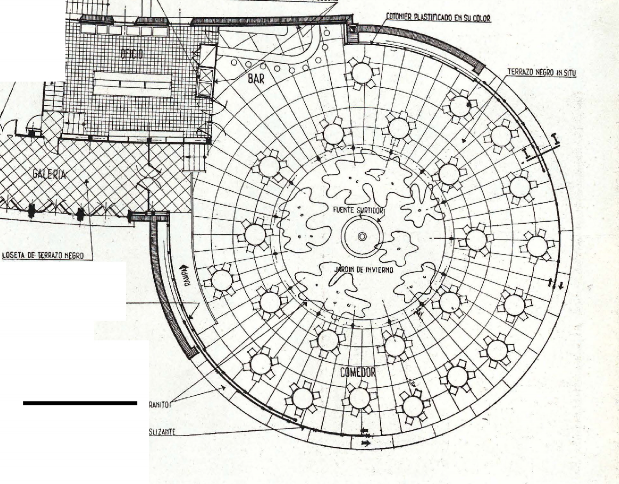 COTONIER PLASTIFICADO EN SU COLOR
OFICIO
BAR
TERRAZO NEGRO IN SITU
GALERIA
FUENTE SURTIDOR
LOSETA DE TERRAZO NEGRO
JARDIN DE INVIERNO
COMEDOR
RANITO
SLIZANTE